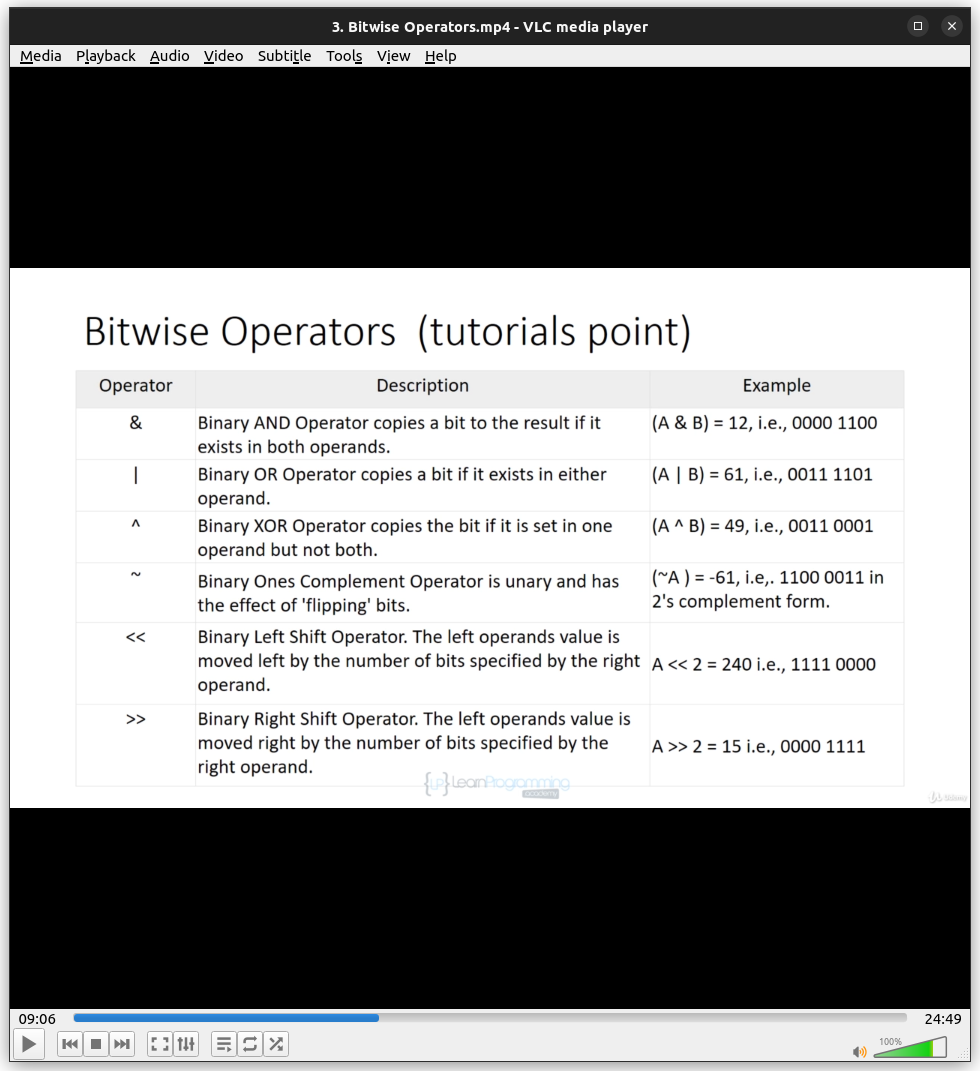 3. Bitwise Operators.mp4 - VLC media player
Media Playback Audio Video Subtitle Tools View Help
Bitwise Operators (tutorials point)
Operator Description Example
& Binary AND Operator copies a bit to the result if it
exists in both operands.
(A & B) = 12, i.e., 0000 1100
| Binary OR Operator copies a bit if it exists in either
operand.
(A | B) = 61, i.e., 0011 1101
^ Binary XOR Operator copies the bit if it is set in one
operand but not both.
(A ^ B) = 49, i.e., 0011 0001
~ Binary Ones Complement Operator is unary and has
the effect of 'flipping' bits.
(~A ) = -61, i.e,. 1100 0011 in
2's complement form.
<< Binary Left Shift Operator. The left operands value is
moved left by the number of bits specified by the right
operand.
A << 2 = 240 i.e., 1111 0000
>> Binary Right Shift Operator. The left operands value is
moved right by the number of bits specified by the
right operand.
A >> 2 = 15 i.e., 0000 1111
{LP} LearnProgramming
academy
Udemy
09:06 24:49
100%